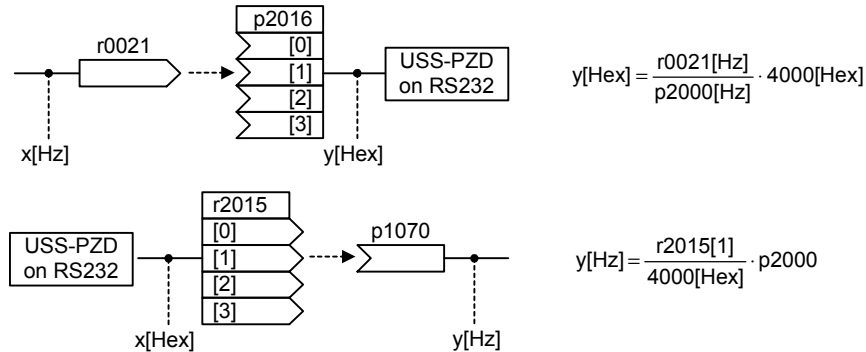 p2016
r0021
[0]
[1]
[2]
[3]
USS-PZD
on RS232
x[Hz]
y[Hex]
y[Hex] = r0021[Hz] / p2000[Hz] · 4000[Hex]
r2015
[0]
[1]
[2]
[3]
USS-PZD
on RS232
p1070
x[Hex]
y[Hz]
y[Hz] = r2015[1] / 4000[Hex] · p2000